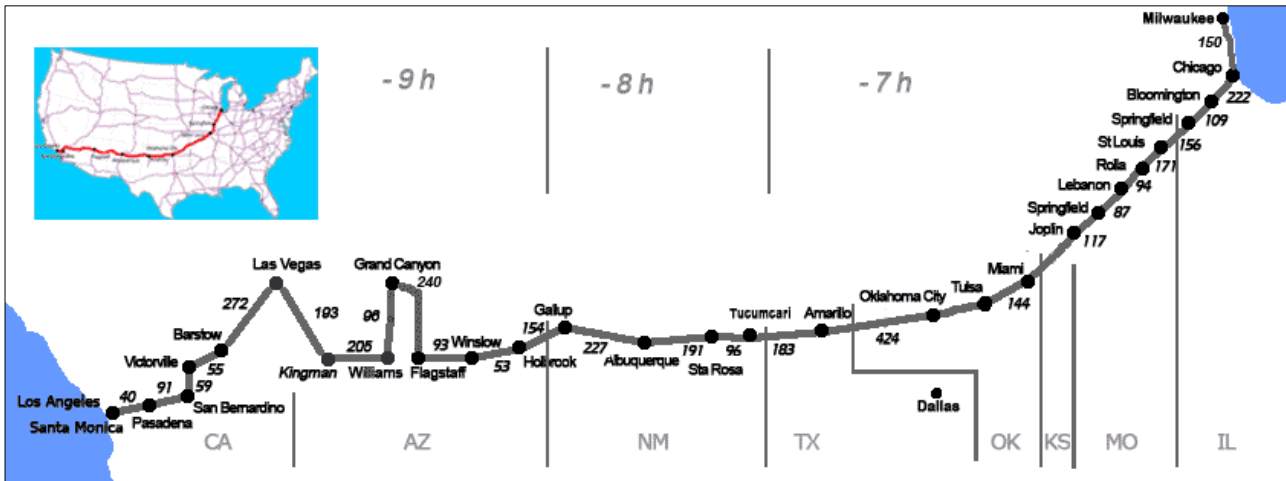 Milwaukee
150
-9h
-8h
-7h
Chicago
222
Bloomington
109
Springfield
156
St Louis
171
Rolla
94
Lebanon
87
Springfield
117
Joplin
Las Vegas
Grand Canyon
240
Miami
144
272
193
96
Tulsa
Oklahoma City
424
Gallup
Tucumcari
Amarillo
154
Barstow
205
93
Winslow
227
191
96
183
Victorville
55
Kingman
Williams
Flagstaff
53
Holbrook
Albuquerque
Sta Rosa
59
91
40
Los Angeles
San Bernardino
Dallas
Santa Monica
Pasadena
CA
AZ
NM
TX
OK
KS
MO
IL